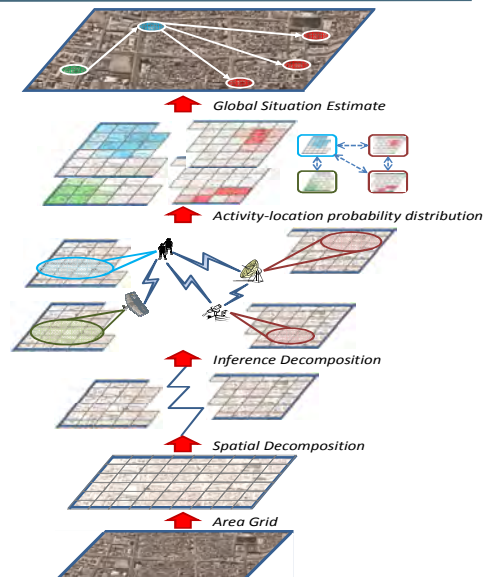 Global Situation Estimate
Activity-location probability distribution
Inference Decomposition
Spatial Decomposition
Area Grid